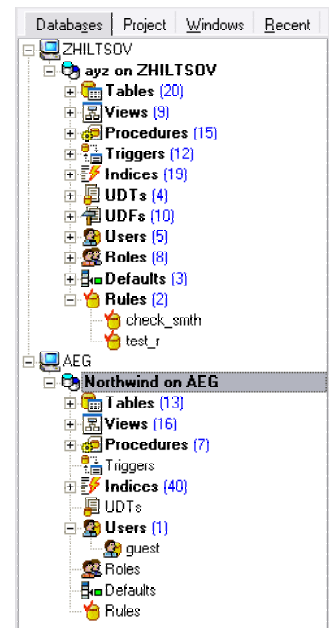 Databases Project Windows Recent
ZHILTSOV
ayz on ZHILTSOV
Tables (20)
Views (9)
Procedures (15)
Triggers (12)
Indices (19)
UDTs (4)
UDFs (10)
Users (5)
Roles (8)
Defaults (3)
Rules (2)
check_smth
test_r
AEG
Northwind on AEG
Tables (13)
Views (16)
Procedures (7)
Triggers
Indices (40)
UDTs
Users (1)
guest
Roles
Defaults
Rules